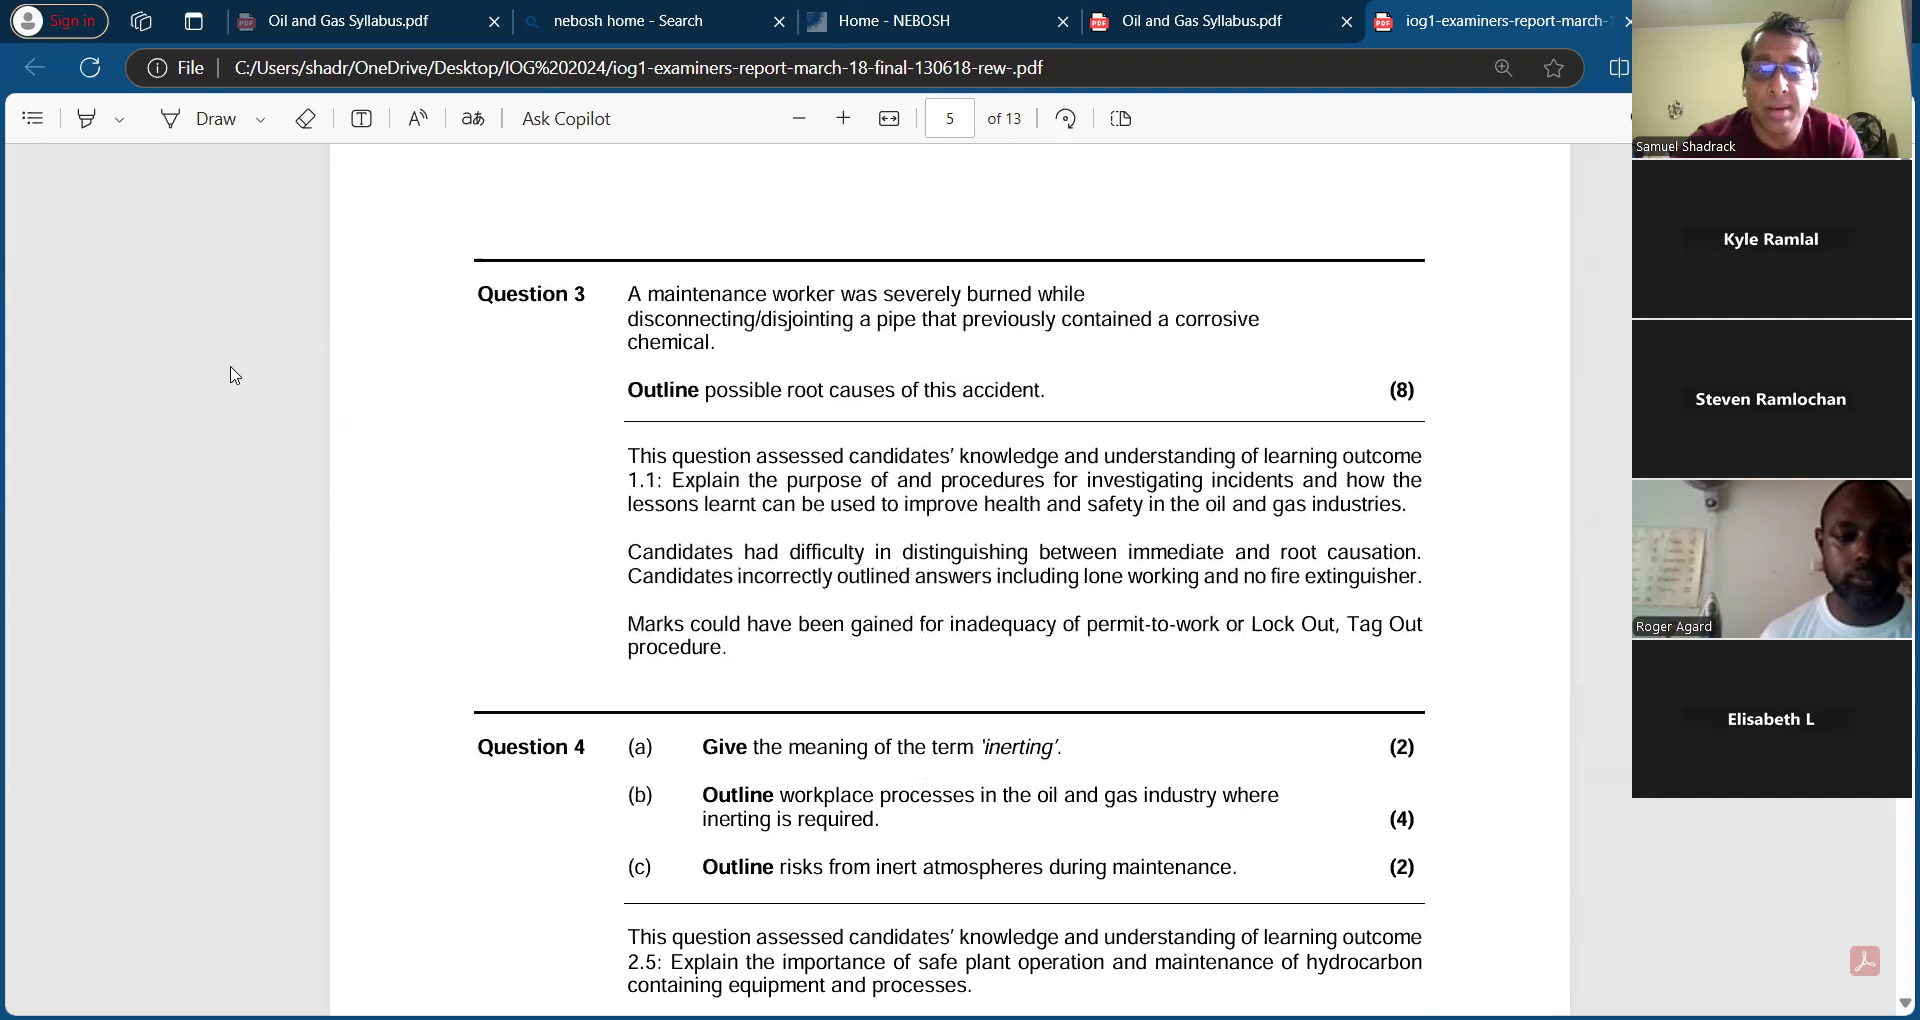 Sign in
Oil and Gas Syllabus.pdf
nebosh home - Search
Home - NEBOSH
Oil and Gas Syllabus.pdf
iog1-examiners-report-march-
File
C:/Users/shadr/OneDrive/Desktop/IOG%202024/iog1-examiners-report-march-18-final-130618-rew-.pdf
Draw
Ask Copilot
5 of 13
Question 3 A maintenance worker was severely burned while
disconnecting/disjointing a pipe that previously contained a corrosive
chemical.
Outline possible root causes of this accident. (8)
This question assessed candidates' knowledge and understanding of learning outcome
1.1: Explain the purpose of and procedures for investigating incidents and how the
lessons learnt can be used to improve health and safety in the oil and gas industries.
Candidates had difficulty in distinguishing between immediate and root causation.
Candidates incorrectly outlined answers including lone working and no fire extinguisher.
Marks could have been gained for inadequacy of permit-to-work or Lock Out, Tag Out
procedure.
Question 4 (a) Give the meaning of the term 'inerting'. (2)
(b) Outline workplace processes in the oil and gas industry where
inerting is required. (4)
(c) Outline risks from inert atmospheres during maintenance. (2)
This question assessed candidates' knowledge and understanding of learning outcome
2.5: Explain the importance of safe plant operation and maintenance of hydrocarbon
containing equipment and processes.
Samuel Shadrack
Kyle Ramlal
Steven Ramlochan
Roger Agard
Elisabeth L